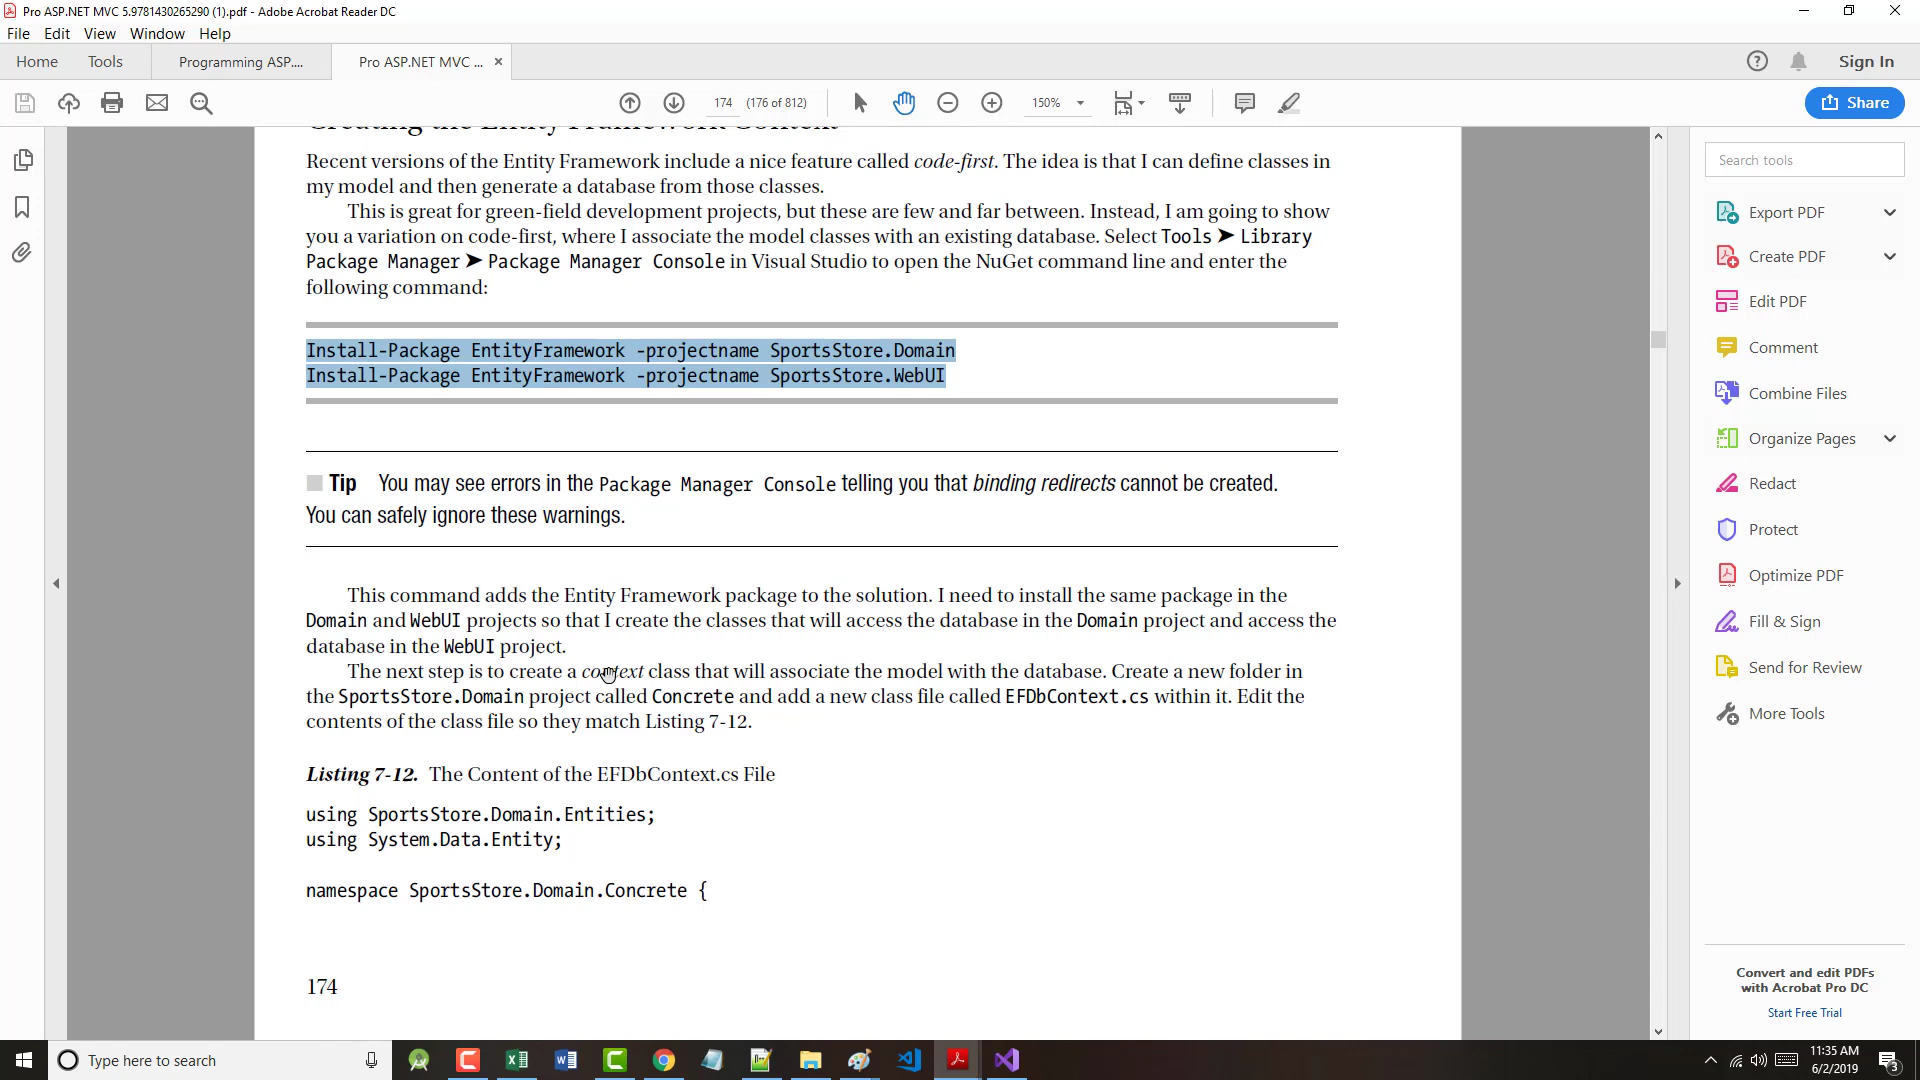 Pro ASP.NET MVC 5.9781430265290 (1).pdf - Adobe Acrobat Reader DC
File Edit View Window Help
Home Tools Programming ASP.... Pro ASP.NET MVC ... × Sign In
174 (176 of 812) 150% Share
Creating the Entity Framework Context
Recent versions of the Entity Framework include a nice feature called code-first. The idea is that I can define classes in
my model and then generate a database from those classes.
This is great for green-field development projects, but these are few and far between. Instead, I am going to show
you a variation on code-first, where I associate the model classes with an existing database. Select Tools ➤ Library
Package Manager ➤ Package Manager Console in Visual Studio to open the NuGet command line and enter the
following command:
Install-Package EntityFramework -projectname SportsStore.Domain
Install-Package EntityFramework -projectname SportsStore.WebUI
Tip You may see errors in the Package Manager Console telling you that binding redirects cannot be created.
You can safely ignore these warnings.
This command adds the Entity Framework package to the solution. I need to install the same package in the
Domain and WebUI projects so that I create the classes that will access the database in the Domain project and access the
database in the WebUI project.
The next step is to create a context class that will associate the model with the database. Create a new folder in
the SportsStore.Domain project called Concrete and add a new class file called EFDbContext.cs within it. Edit the
contents of the class file so they match Listing 7-12.
Listing 7-12. The Content of the EFDbContext.cs File
using SportsStore.Domain.Entities;
using System.Data.Entity;
namespace SportsStore.Domain.Concrete {
174
Search tools
Export PDF
Create PDF
Edit PDF
Comment
Combine Files
Organize Pages
Redact
Protect
Optimize PDF
Fill & Sign
Send for Review
More Tools
Convert and edit PDFs
with Acrobat Pro DC
Start Free Trial
Type here to search
11:35 AM
6/2/2019
3